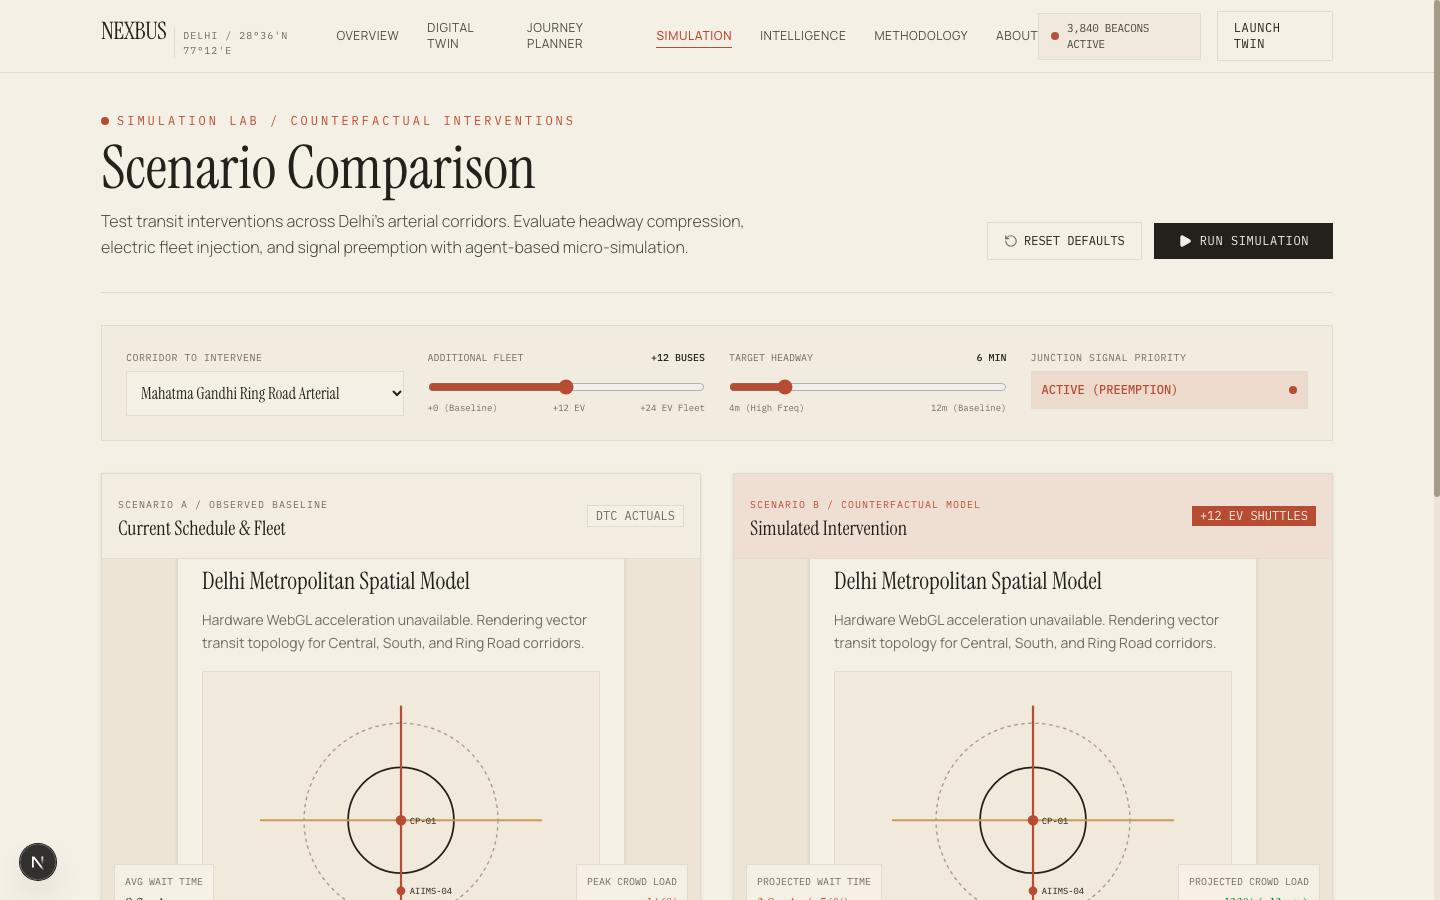 NEXBUS
DELHI / 28°36'N
77°12'E
OVERVIEW
DIGITAL
TWIN
JOURNEY
PLANNER
SIMULATION
INTELLIGENCE
METHODOLOGY
ABOUT
3,840 BEACONS
ACTIVE
LAUNCH
TWIN
SIMULATION LAB / COUNTERFACTUAL INTERVENTIONS
Scenario Comparison
Test transit interventions across Delhi's arterial corridors. Evaluate headway compression,
electric fleet injection, and signal preemption with agent-based micro-simulation.
RESET DEFAULTS
RUN SIMULATION
CORRIDOR TO INTERVENE
Mahatma Gandhi Ring Road Arterial
ADDITIONAL FLEET
+12 BUSES
+0 (Baseline)
+12 EV
+24 EV Fleet
TARGET HEADWAY
6 MIN
4m (High Freq)
12m (Baseline)
JUNCTION SIGNAL PRIORITY
ACTIVE (PREEMPTION)
SCENARIO A / OBSERVED BASELINE
Current Schedule & Fleet
DTC ACTUALS
Delhi Metropolitan Spatial Model
Hardware WebGL acceleration unavailable. Rendering vector
transit topology for Central, South, and Ring Road corridors.
CP-01
AIIMS-04
AVG WAIT TIME
PEAK CROWD LOAD
SCENARIO B / COUNTERFACTUAL MODEL
Simulated Intervention
+12 EV SHUTTLES
Delhi Metropolitan Spatial Model
Hardware WebGL acceleration unavailable. Rendering vector
transit topology for Central, South, and Ring Road corridors.
CP-01
AIIMS-04
PROJECTED WAIT TIME
PROJECTED CROWD LOAD
N